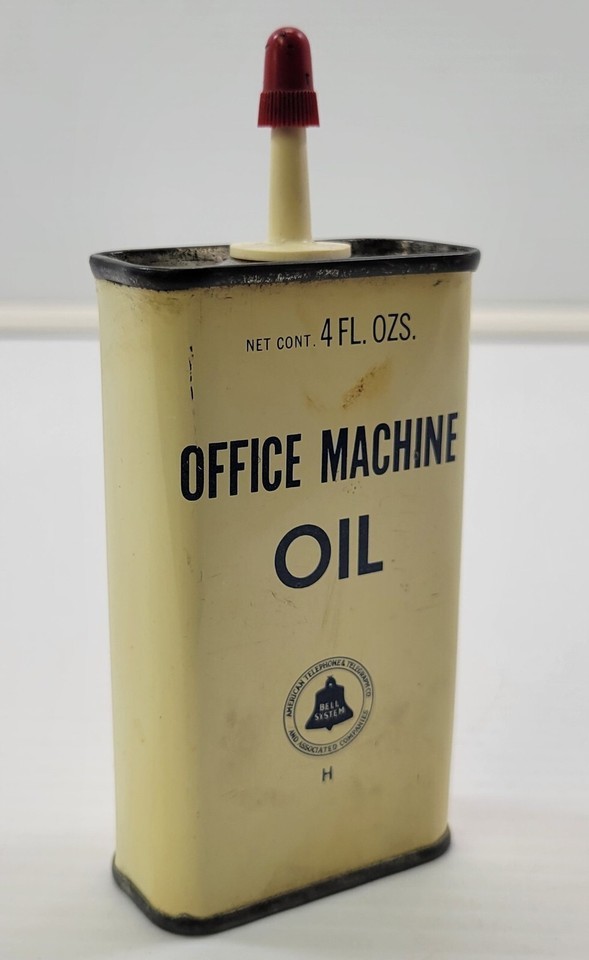 NET CONT. 4 FL. OZS.
OFFICE MACHINE
OIL
AMERICAN TELEPHONE & TELEGRAPH CO.
BELL
SYSTEM
AND ASSOCIATED COMPANIES
H